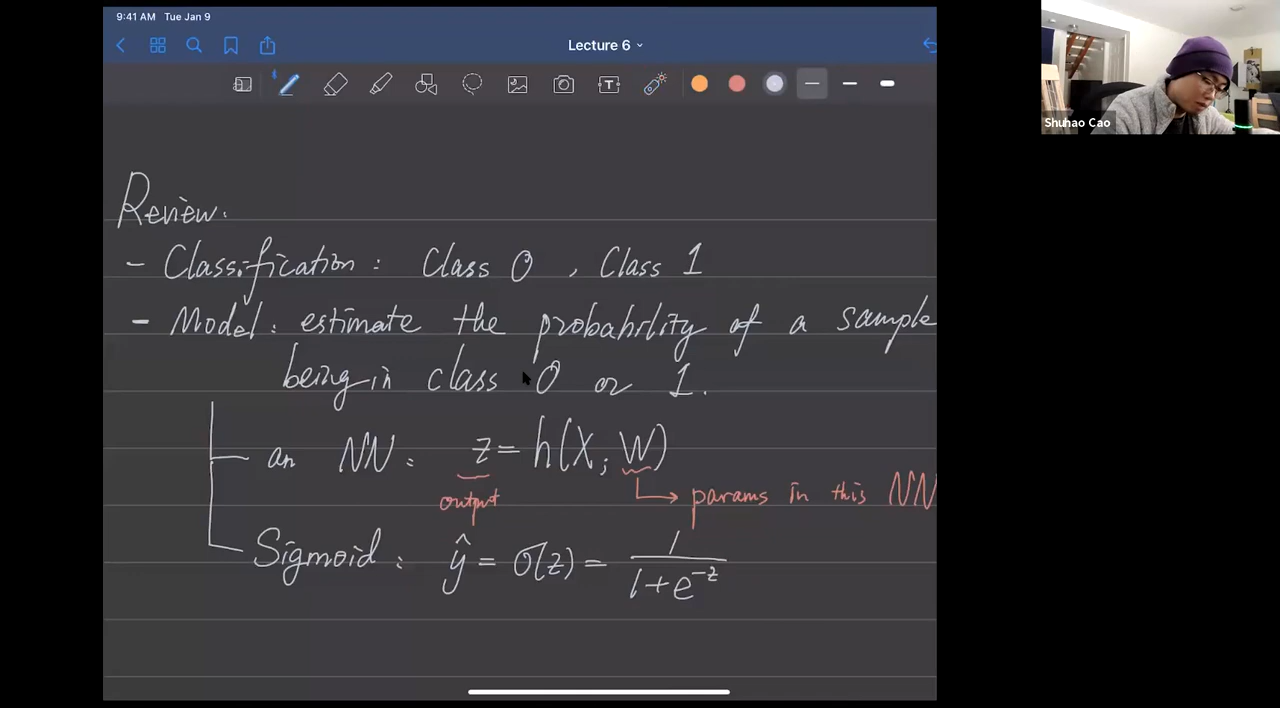 9:41 AM Tue Jan 9
Lecture 6
Shuhao Cao
Review.
- Classification: Class 0, Class 1
- Model: estimate the probability of a sample
being in class 0 or 1.
an NN: z = h(X; W)
output
params in this NN
Sigmoid: ŷ = σ(z) = 1/(1+e^{-z})